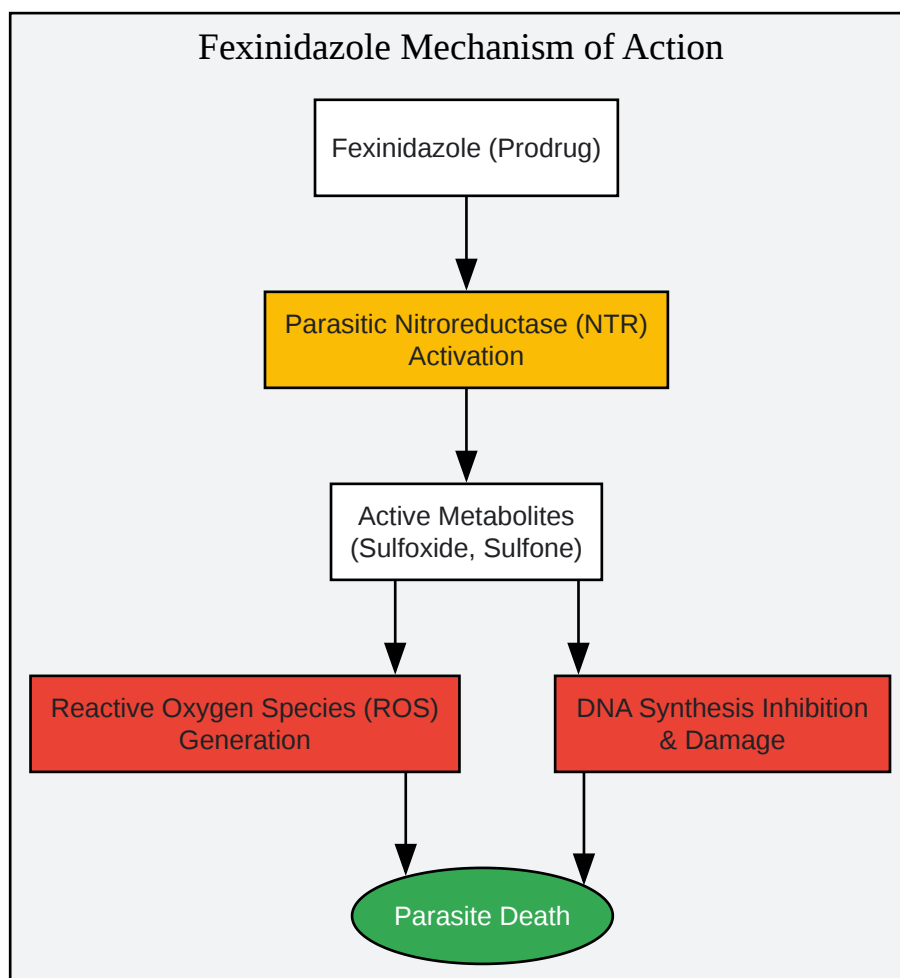 Fexinidazole Mechanism of Action
Fexinidazole (Prodrug)
Parasitic Nitroreductase (NTR)
Activation
Active Metabolites
(Sulfoxide, Sulfone)
Reactive Oxygen Species (ROS)
Generation
DNA Synthesis Inhibition
& Damage
Parasite Death